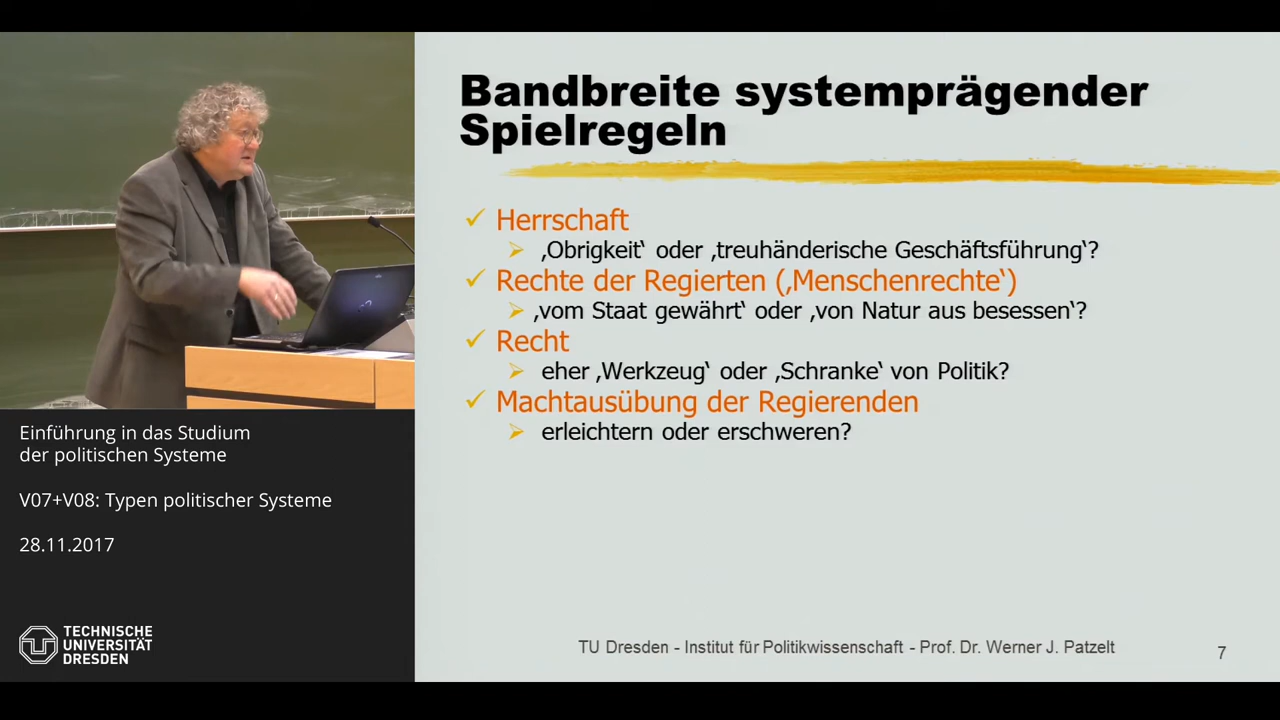 Bandbreite systemprägender
Spielregeln
✓ Herrschaft
➢ ‚Obrigkeit‘ oder ‚treuhänderische Geschäftsführung‘?
✓ Rechte der Regierten (‚Menschenrechte‘)
➢ ‚vom Staat gewährt‘ oder ‚von Natur aus besessen‘?
✓ Recht
➢ eher ‚Werkzeug‘ oder ‚Schranke‘ von Politik?
✓ Machtausübung der Regierenden
➢ erleichtern oder erschweren?
Einführung in das Studium
der politischen Systeme
V07+V08: Typen politischer Systeme
28.11.2017
TECHNISCHE
UNIVERSITÄT
DRESDEN
TU Dresden - Institut für Politikwissenschaft - Prof. Dr. Werner J. Patzelt
7